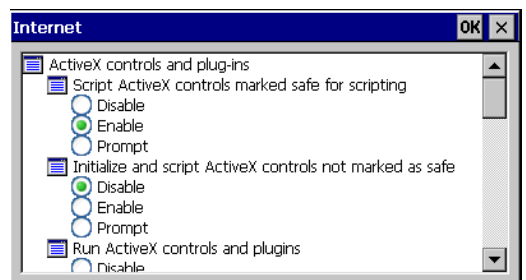 Internet OK ×
ActiveX controls and plug-ins
Script ActiveX controls marked safe for scripting
Disable
Enable
Prompt
Initialize and script ActiveX controls not marked as safe
Disable
Enable
Prompt
Run ActiveX controls and plugins
Disable